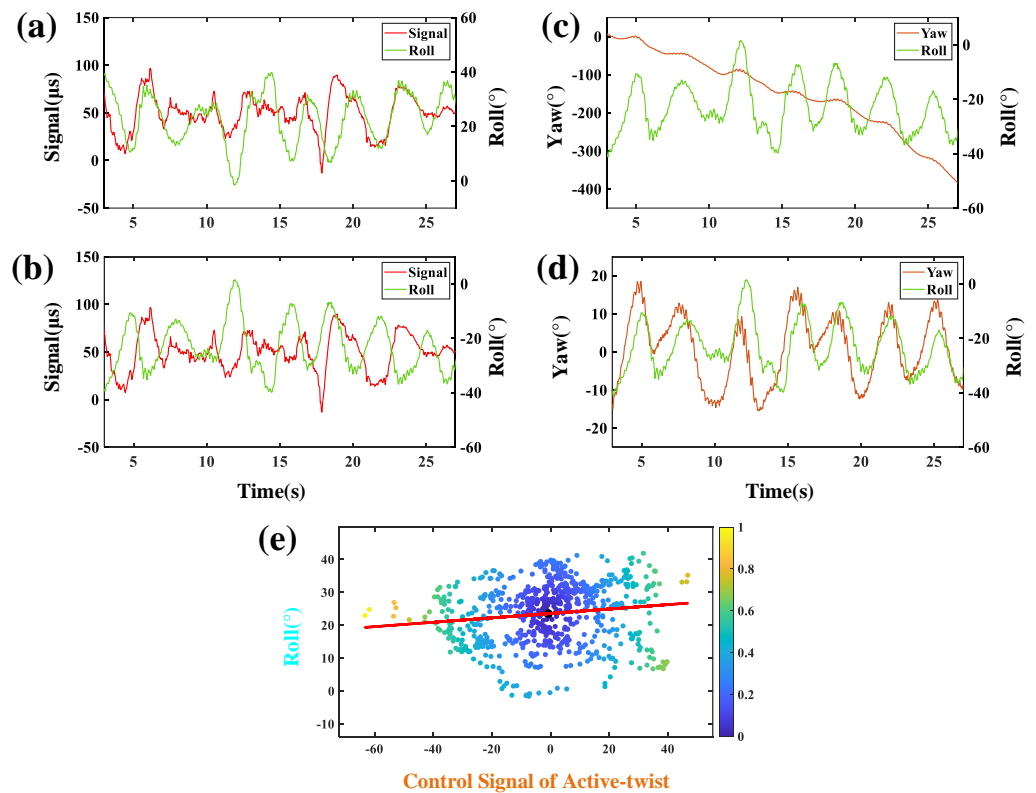 (a)
Signal(µs)
150
100
50
0
-50
5
10
15
20
25
Signal
Roll
60
40
20
0
Roll(°)
(c)
Yaw(°)
0
-100
-200
-300
-400
5
10
15
20
25
Yaw
Roll
0
-20
-40
-60
Roll(°)
(b)
Signal(µs)
150
100
50
0
-50
5
10
15
20
25
Time(s)
Signal
Roll
0
-20
-40
-60
Roll(°)
(d)
Yaw(°)
20
10
0
-10
-20
5
10
15
20
25
Time(s)
Yaw
Roll
0
-20
-40
-60
Roll(°)
(e)
Roll(°)
40
30
20
10
0
-10
-60
-40
-20
0
20
40
Control Signal of Active-twist
1
0.8
0.6
0.4
0.2
0